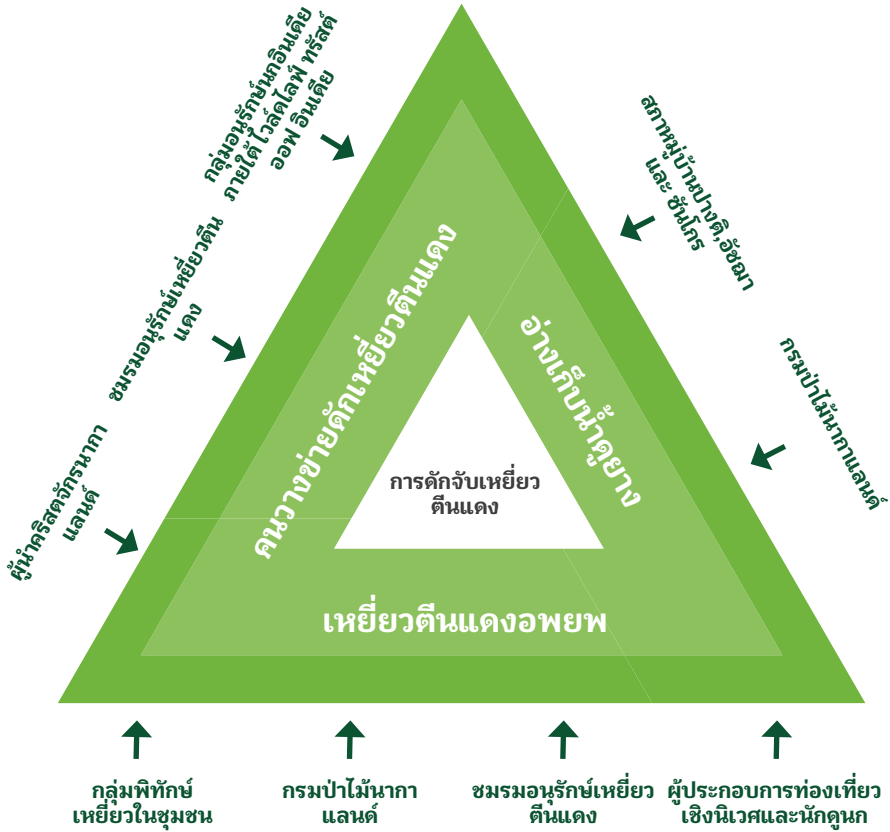 กลุ่มอนุรักษ์นกอินเดีย
ภายใต้ไวล์ดไลฟ์ ทรัสต์
ออฟ อินเดีย
ชมรมอนุรักษ์เหยี่ยวตีน
แดง
ผู้นำคริสตจักรนากา
แลนด์
สภาหมู่บ้านปางติ,อัชฌา
และ ซันโกร
กรมป่าไม้นากาแลนด์
คนวางข่ายดักเหยี่ยวตีนแดง
อ่างเก็บน้ำดูยาง
การดักจับเหยี่ยว
ตีนแดง
เหยี่ยวตีนแดงอพยพ
กลุ่มพิทักษ์
เหยี่ยวในชุมชน
กรมป่าไม้นากา
แลนด์
ชมรมอนุรักษ์เหยี่ยว
ตีนแดง
ผู้ประกอบการท่องเที่ยว
เชิงนิเวศและนักดูนก